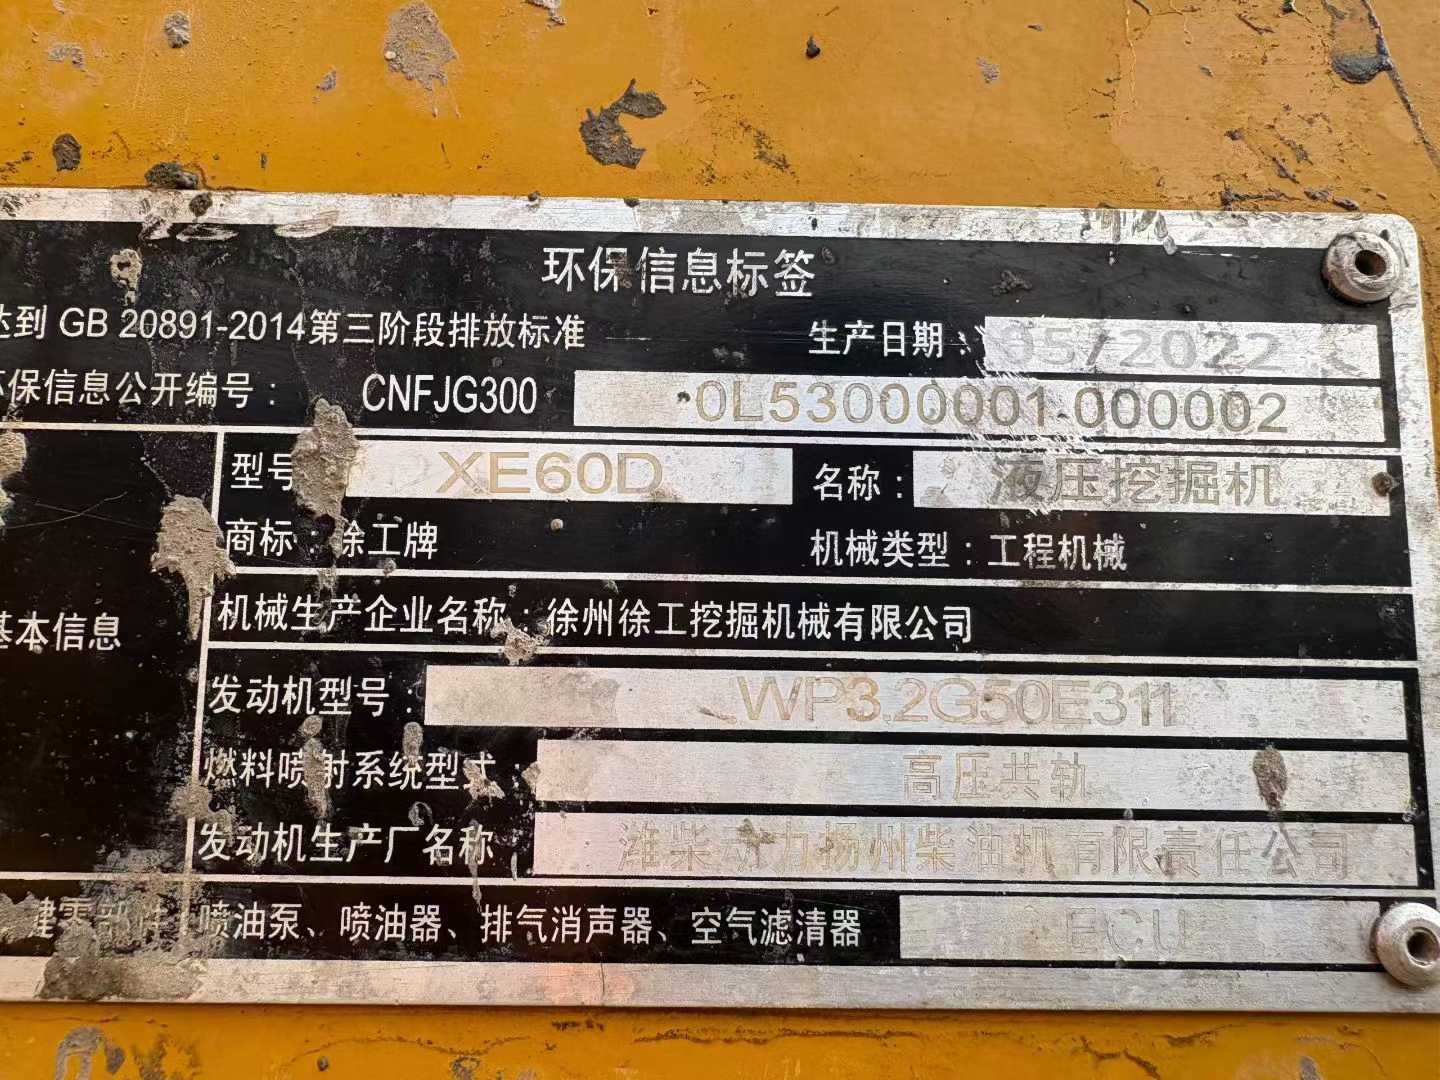 环保信息标签
达到 GB 20891-2014第三阶段排放标准 生产日期：05/2022
环保信息公开编号： CNFJG300 0L53000001-000002
型号 XE60D 名称：液压挖掘机
商标：徐工牌 机械类型：工程机械
基本信息
机械生产企业名称：徐州徐工挖掘机械有限公司
发动机型号：WP3.2G50E311
燃料喷射系统型式：高压共轨
发动机生产厂名称 潍柴动力扬州柴油机有限责任公司
键零部件 喷油泵、喷油器、排气消声器、空气滤清器 ECU